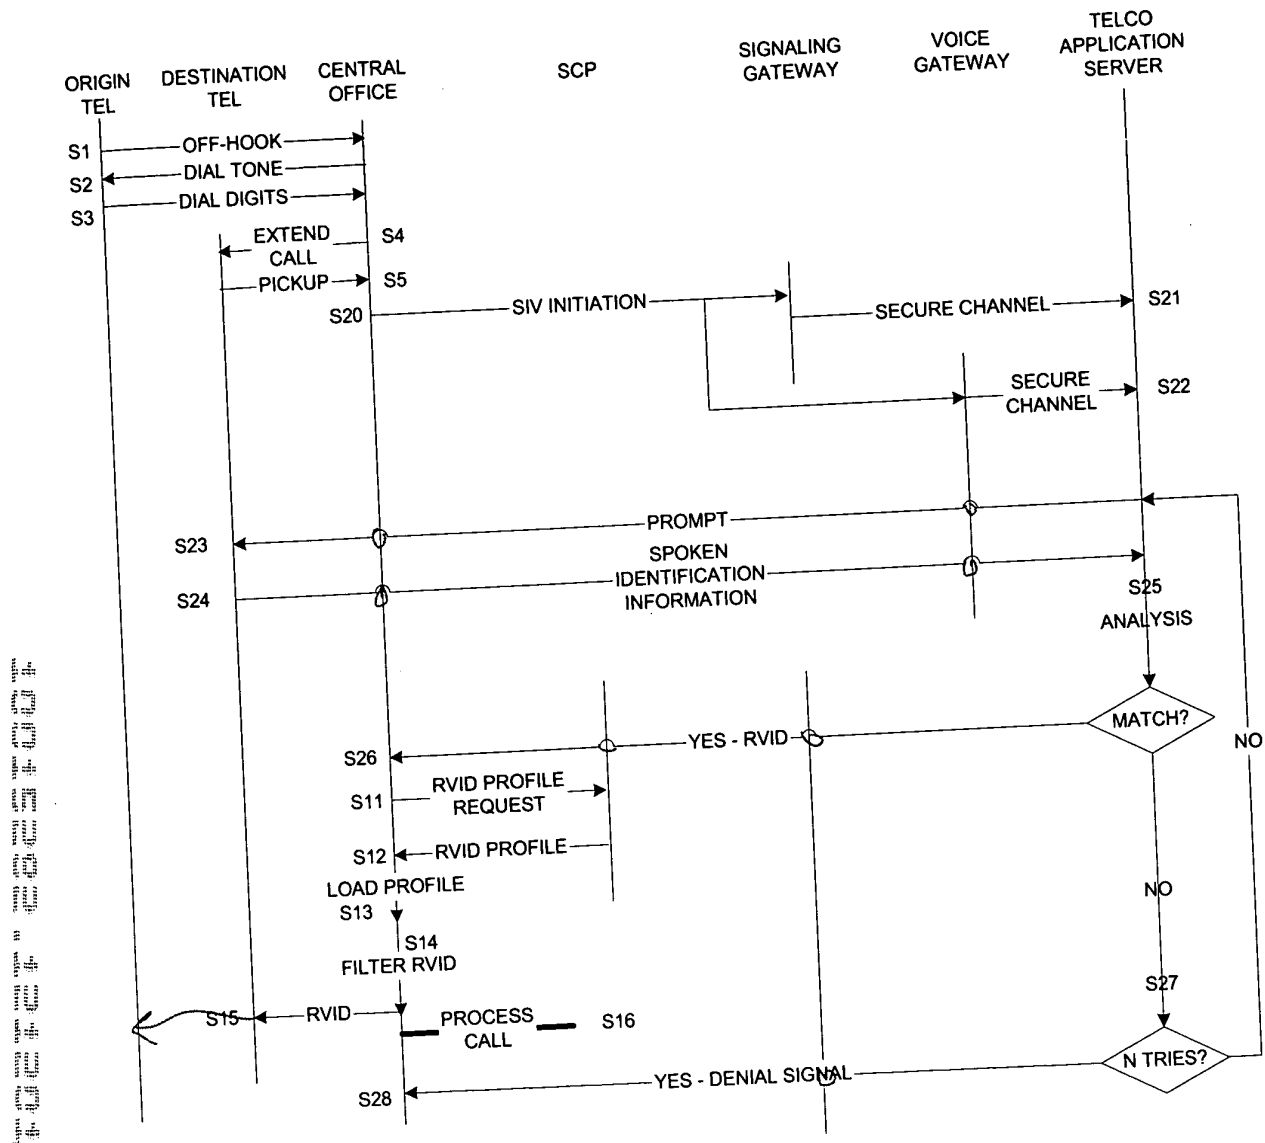 TELCO
APPLICATION
SERVER
VOICE
GATEWAY
SIGNALING
GATEWAY
SCP
CENTRAL
OFFICE
DESTINATION
TEL
ORIGIN
TEL
S1
OFF-HOOK
S2
DIAL TONE
S3
DIAL DIGITS
EXTEND
CALL
S4
PICKUP
S5
S20
SIV INITIATION
SECURE CHANNEL
S21
SECURE
CHANNEL
S22
PROMPT
S23
SPOKEN
IDENTIFICATION
INFORMATION
S24
S25
ANALYSIS
MATCH?
NO
YES - RVID
S26
RVID PROFILE
REQUEST
S11
RVID PROFILE
S12
LOAD PROFILE
S13
NO
S14
FILTER RVID
S27
S15
RVID
PROCESS
CALL
S16
N TRIES?
YES - DENIAL SIGNAL
S28